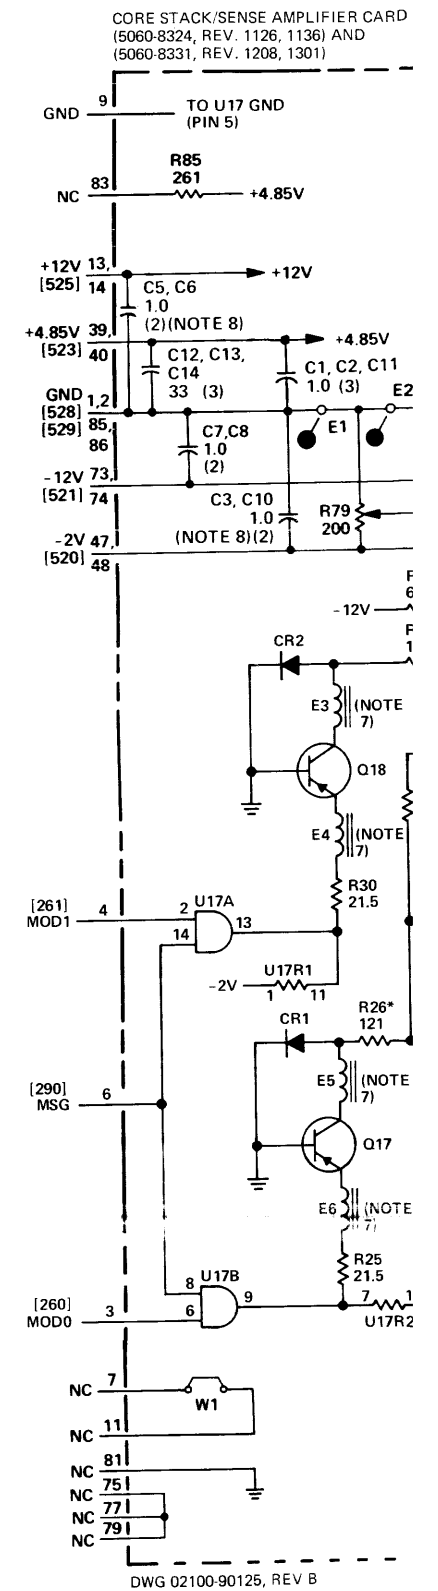 CORE STACK/SENSE AMPLIFIER CARD
(5060-8324, REV. 1126, 1136) AND
(5060-8331, REV. 1208, 1301)
GND 9 TO U17 GND
(PIN 5)
R85
261
NC 83 +4.85V
+12V 13, +12V
[525] 14
C5, C6
1.0
(2)(NOTE 8)
+4.85V 39, +4.85V
[523] 40
C12, C13,
C14
33 (3)
C1, C2, C11
1.0 (3)
GND
[528] 1,2
[529] 85,
86
E1
E2
C7,C8
1.0
(2)
-12V 73,
[521] 74
C3, C10
1.0
(NOTE 8)(2)
R79
200
-2V 47,
[520] 48
-12V
6
1
CR2
E3 (NOTE
7)
Q18
E4 (NOTE
7)
R30
21.5
[261]
MOD1 4
U17A
2
14
13
U17R1
-2V
1 11
R26*
121
CR1
E5 (NOTE
7)
[290]
MSG 6
Q17
E6 (NOTE
7)
R25
21.5
U17B
8
6
9
[260]
MOD0 3
7 1
U17R2
NC 7
W1
NC 11
NC 81
NC 75
NC 77
NC 79
DWG 02100-90125, REV B